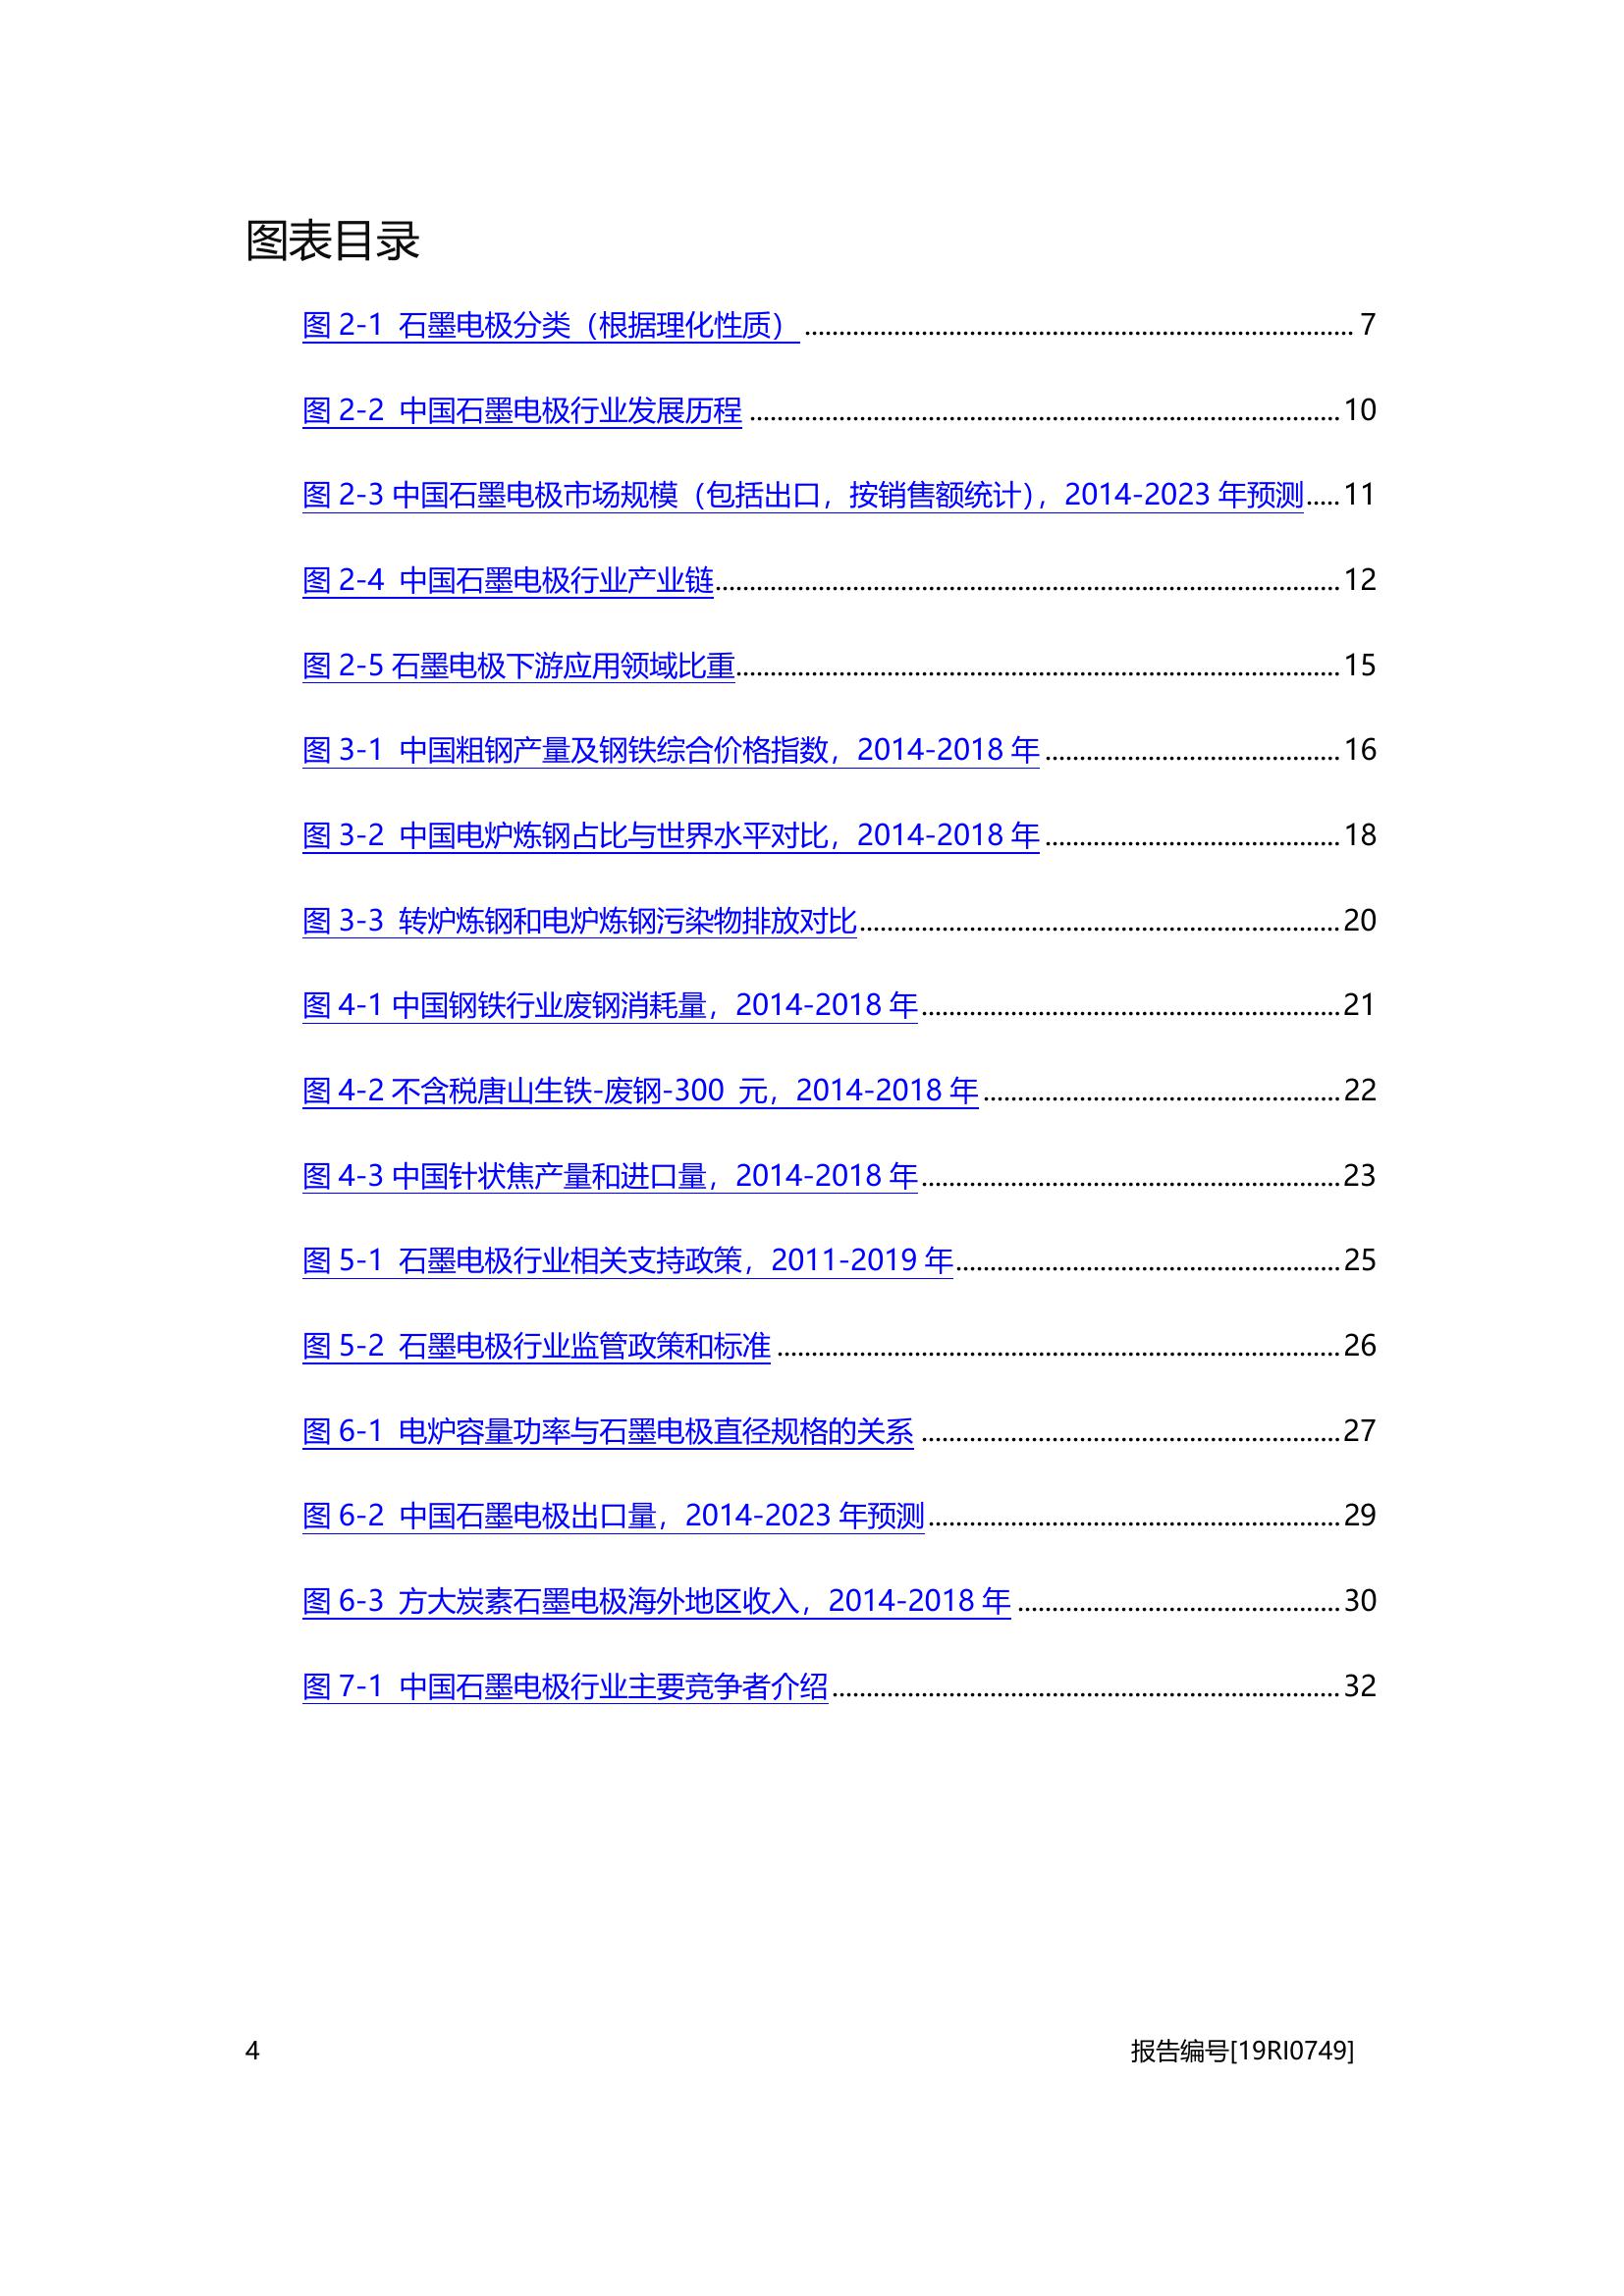 图表目录
图 2-1 石墨电极分类（根据理化性质） ........ 7
图 2-2 中国石墨电极行业发展历程 ........ 10
图 2-3 中国石墨电极市场规模（包括出口，按销售额统计），2014-2023 年预测 ..... 11
图 2-4 中国石墨电极行业产业链 ........ 12
图 2-5 石墨电极下游应用领域比重 ........ 15
图 3-1 中国粗钢产量及钢铁综合价格指数，2014-2018 年 ........ 16
图 3-2 中国电炉炼钢占比与世界水平对比，2014-2018 年 ........ 18
图 3-3 转炉炼钢和电炉炼钢污染物排放对比 ........ 20
图 4-1 中国钢铁行业废钢消耗量，2014-2018 年 ........ 21
图 4-2 不含税唐山生铁-废钢-300 元，2014-2018 年 ........ 22
图 4-3 中国针状焦产量和进口量，2014-2018 年 ........ 23
图 5-1 石墨电极行业相关支持政策，2011-2019 年 ........ 25
图 5-2 石墨电极行业监管政策和标准 ........ 26
图 6-1 电炉容量功率与石墨电极直径规格的关系 ........ 27
图 6-2 中国石墨电极出口量，2014-2023 年预测 ........ 29
图 6-3 方大炭素石墨电极海外地区收入，2014-2018 年 ........ 30
图 7-1 中国石墨电极行业主要竞争者介绍 ........ 32
4 报告编号[19RI0749]